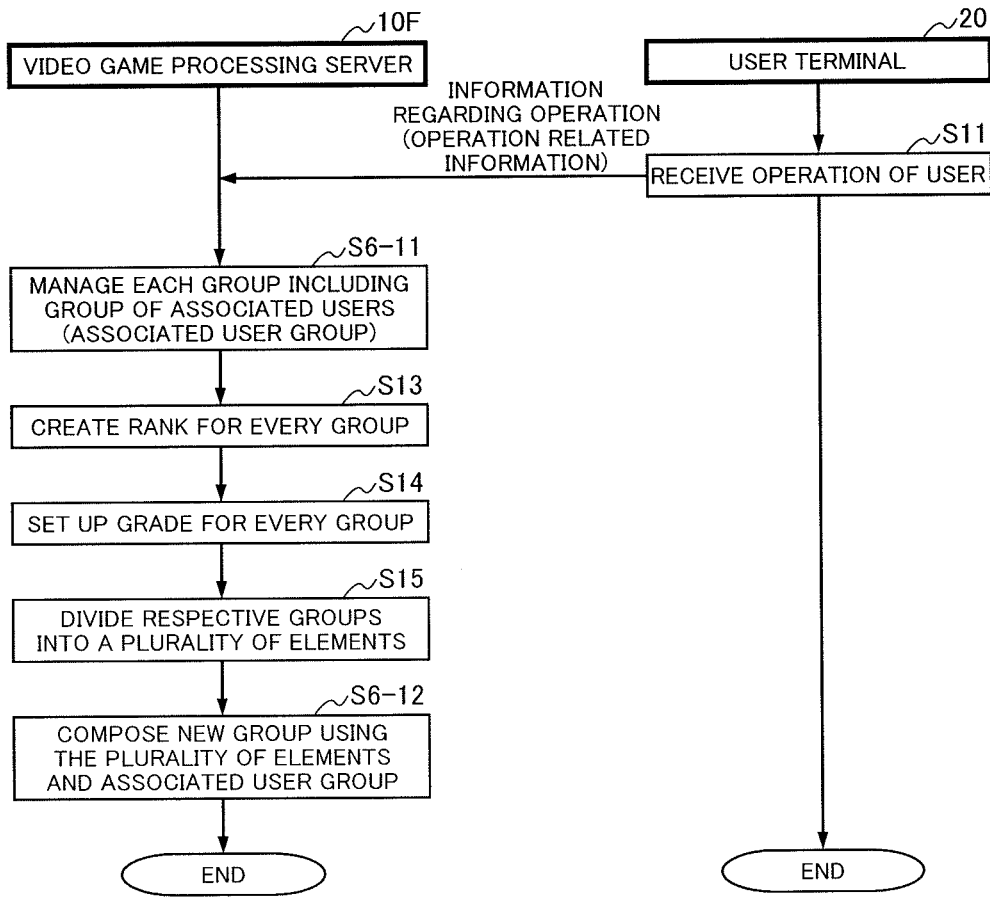 10F
VIDEO GAME PROCESSING SERVER
20
USER TERMINAL
INFORMATION
REGARDING OPERATION
(OPERATION RELATED
INFORMATION)
S11
RECEIVE OPERATION OF USER
S6-11
MANAGE EACH GROUP INCLUDING
GROUP OF ASSOCIATED USERS
(ASSOCIATED USER GROUP)
S13
CREATE RANK FOR EVERY GROUP
S14
SET UP GRADE FOR EVERY GROUP
S15
DIVIDE RESPECTIVE GROUPS
INTO A PLURALITY OF ELEMENTS
S6-12
COMPOSE NEW GROUP USING
THE PLURALITY OF ELEMENTS
AND ASSOCIATED USER GROUP
END
END